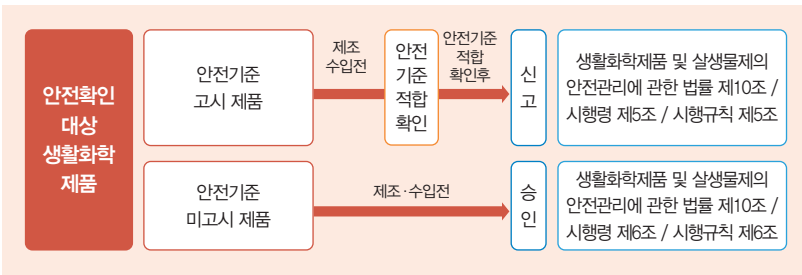 안전확인
대상
생활화학
제품
안전기준
고시 제품
제조
수입전
안전
기준
적합
확인
안전기준
적합
확인후
신
고
생활화학제품 및 살생물제의
안전관리에 관한 법률 제10조 /
시행령 제5조 / 시행규칙 제5조
안전기준
미고시 제품
제조·수입전
승
인
생활화학제품 및 살생물제의
안전관리에 관한 법률 제10조 /
시행령 제6조 / 시행규칙 제6조